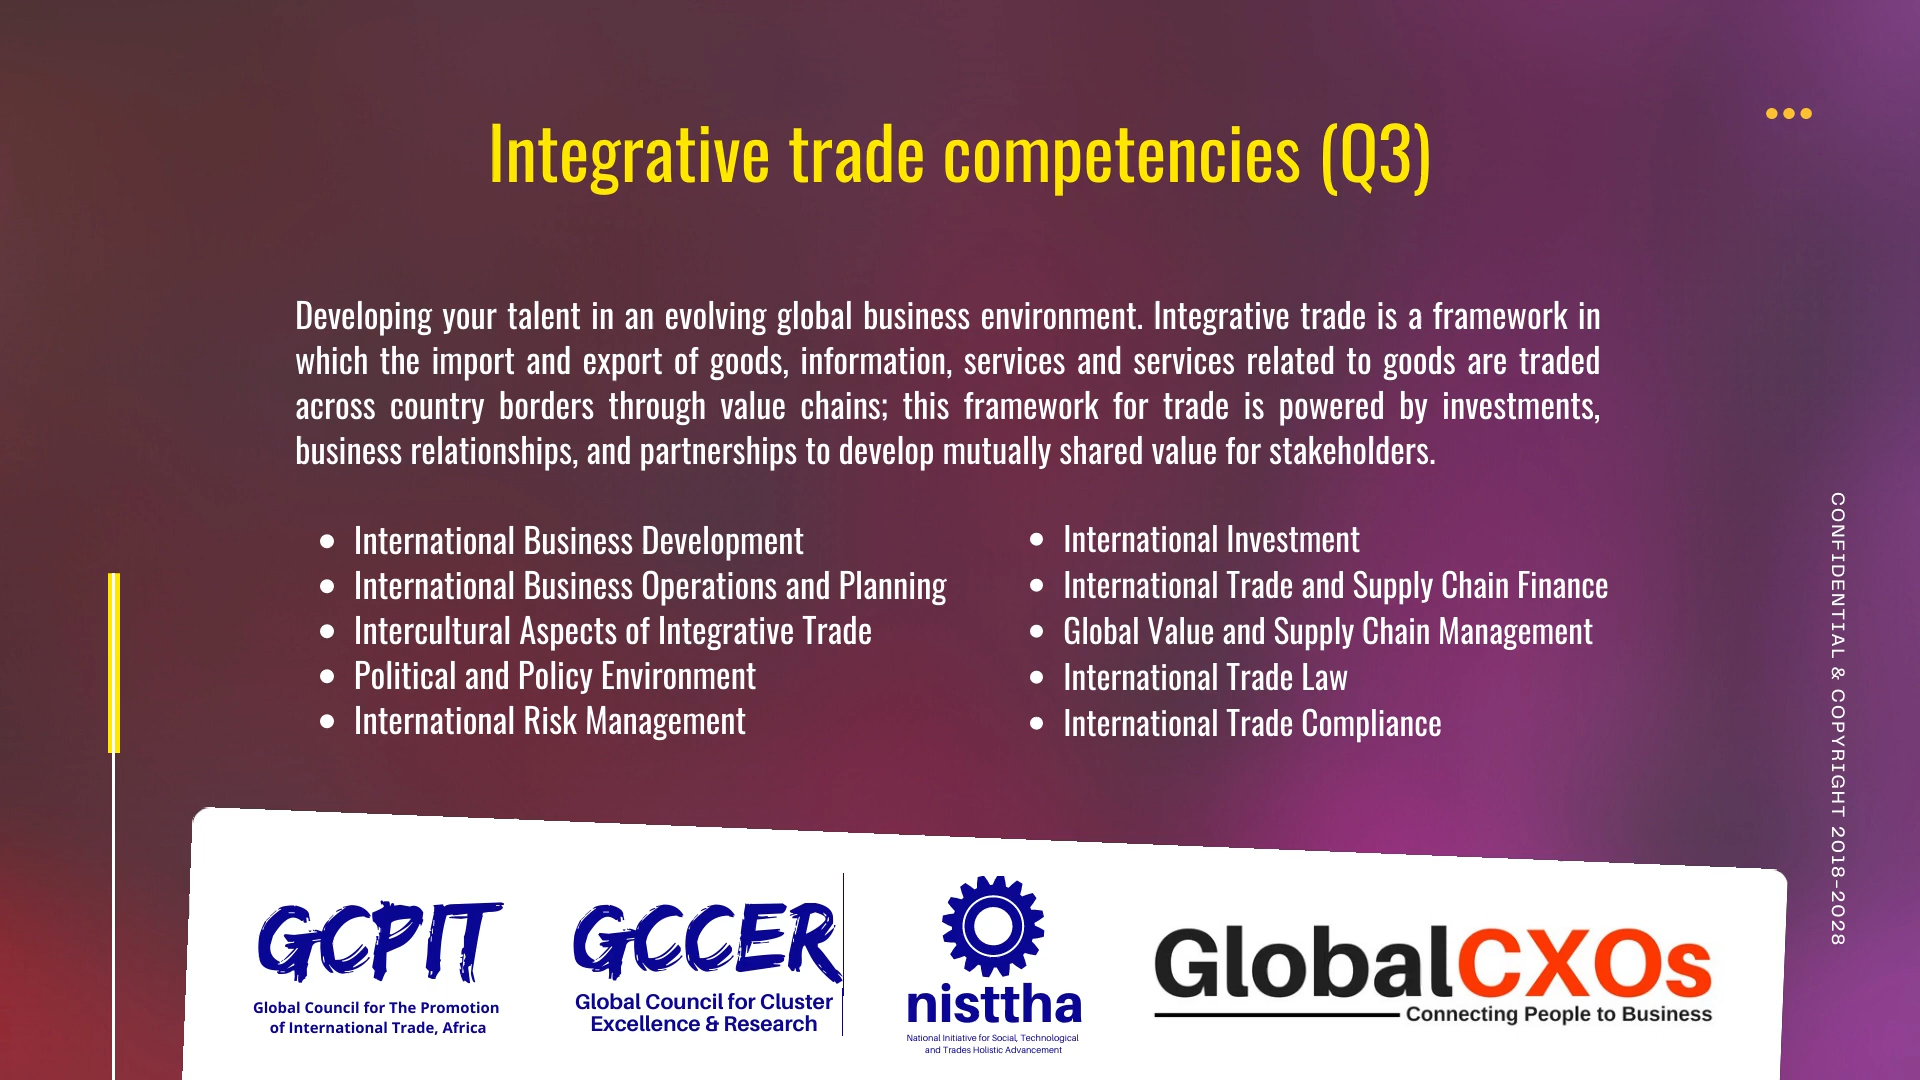 Integrative trade competencies (Q3)
Developing your talent in an evolving global business environment. Integrative trade is a framework in
which the import and export of goods, information, services and services related to goods are traded
across country borders through value chains; this framework for trade is powered by investments,
business relationships, and partnerships to develop mutually shared value for stakeholders.
International Business Development
International Business Operations and Planning
Intercultural Aspects of Integrative Trade
Political and Policy Environment
International Risk Management
International Investment
International Trade and Supply Chain Finance
Global Value and Supply Chain Management
International Trade Law
International Trade Compliance
CONFIDENTIAL & COPYRIGHT 2018-2028
GCPIT
Global Council for The Promotion
of International Trade, Africa
GCCER
Global Council for Cluster
Excellence & Research
nisttha
National Initiative for Social, Technological
and Trades Holistic Advancement
GlobalCXOs
Connecting People to Business